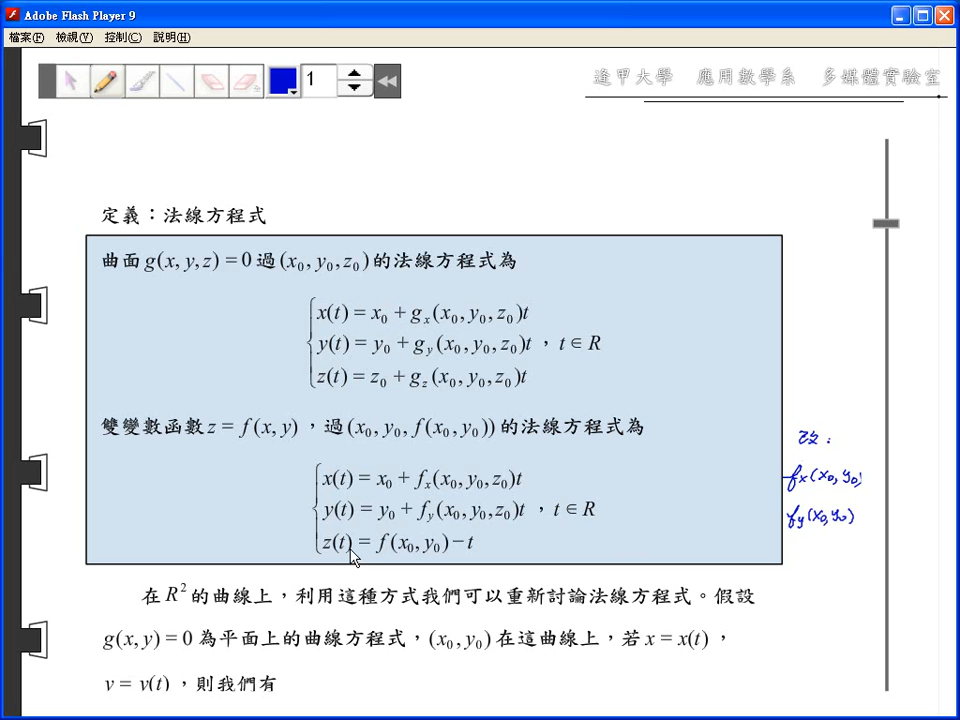 Adobe Flash Player 9
檔案(F) 檢視(V) 控制(C) 說明(H)
1
逢甲大學 應用數學系 多媒體實驗室
定義：法線方程式
曲面 g(x, y, z) = 0 過 (x₀, y₀, z₀) 的法線方程式為
x(t) = x₀ + gₓ(x₀, y₀, z₀)t
y(t) = y₀ + g_y(x₀, y₀, z₀)t ，t ∈ R
z(t) = z₀ + g_z(x₀, y₀, z₀)t
雙變數函數 z = f(x, y) ，過 (x₀, y₀, f(x₀, y₀)) 的法線方程式為
改：
x(t) = x₀ + fₓ(x₀, y₀, z₀)t
fₓ(x₀, y₀)
y(t) = y₀ + f_y(x₀, y₀, z₀)t ，t ∈ R
f_y(x₀, y₀)
z(t) = f(x₀, y₀) − t
在 R² 的曲線上，利用這種方式我們可以重新討論法線方程式。假設
g(x, y) = 0 為平面上的曲線方程式，(x₀, y₀) 在這曲線上，若 x = x(t) ，
y = y(t) ，則我們有